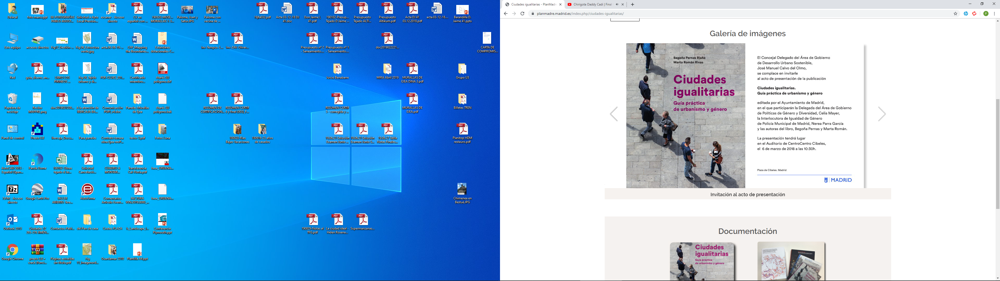 Delacal
foto manu.ppt
00-FOTOGRAFIAS
PABLO AGOST...
Solicitud a Ayto
Local Previsio...
escaner - Acceso
directo
CV en
español-con ...
190520-MUSE...
MURALLAS 1-3...
Paloma, Juan y
Satur.JPG
Paloma con
vecina de ...
19jfa032.pdf
Acta 03-12-18 DJ
41.doc
Don Jaime I,
41.pdf
190102-Presup...
Tejado D Jaime ...
Presupuesto
Tejado ALTI...
Presupuesto
Altikum.pdf
Acta DJ 41
03.12.2018.pdf
acta.03-12-18....
Barandilla D.
Jaime 41.pptx
Este equipo
accesos directos
Fig12_Gestión-...
Fig 06_Estructura
verde.jpg
acta.06-06-19-...
CFP_Mapping
the Boundaries...
Estándares
dotacionales-C...
Inv-Tempus-2....
Inv-ZAV-Oliver...
Presupuesto nº 2
- Saneamiento....
Presupuesto nº 1
- Saneamiento....
doc2019022221...
CARTA DE
COMPROMIS...
Red
guia_diseno_en...
LIBRO LOS
PIRINEOS ...
Fig 08_Tejido
urbano y di...
PER-CLUES_201...
Certificado
miembro...
Atarés SU
polígono.dxf
Juicio Benabarre
MIRA Abril 2019
MURALLAS DE
EJEA DINA 3.pdf
Grupo U3
Papelera de
reciclaje
Recibo
MAPFRE.png
doc2019031208...
A la atención de
IBERCAJA BA...
Comunicación
PUPI_v4.doc
Paneles Murallas
de Ejea
Atarés SU
polígono.bak
RESUMEN DE
CERTIFICACION...
RESUMEN CERTIF
6 y final (003)_F...
RESUMEN CERTIF
5 - corregida y ...
MURALLAS DE
EJEA.pdf
Billetes TREN
Panel de control
Presto 8.8
Ibercaja_Docu...
Para paneles
Contrato terraza
obra Ejea-revP...
texto-3.pdf
Fotos Luna
180820-Rias
Bajas-Vacaciones
180916-25 años
de casados
19.06.21 Solución
Examen Junio ...
19.06.21 Solución
Examen Junio S...
19.06.27 Tabla
Notas Finales...
Planitop HDM
restauro.pdf
AutoCAD 2013 -
Español (Span...
Panda Dome
100102-Obras
tejado d Jai...
Solicitud
Cancelació...
CUADRO A
MONTAR...
Transferencia
Cal-Floria.pdf
base_ORDENA...
7zFM - Acceso
directo
Google Earth Pro
TALLER
ABIERTO- Tere...
AutoFirma
Comentarios
Artículo Event...
FACTURA
VEN.2019.0080_...
base_ORDENA...
Chimenea en
Bestué.JPG
Outlook 2013
Ciudades 12
265-276 JIMEN...
Contactos-Pabl...
del Pen de casa
Costes PLAZA
Is_Landscape_I...
Conferencia
Plymouth.ppt
190829-Notas al
TFG.pdf
La ciudad ideal -
Helen Rosena...
Supermanzanas...
Google Chrome
presto 8.8 +
crack (funci...
Páginas extraídas
sin título.pdf
Fig
11_Imagenord...
Guardamar 2018
Plantilla A4.ppt
Ciudades igualitarias - PlanMadr
Chirigota Daddy Cadi | Final
planmadre.madrid.es/index.php/ciudades-igualitarias/
Galería de imágenes
Begoña Pernas Riaño
Marta Román Rivas
Ciudades
igualitarias
Guía práctica
de urbanismo y género
El Concejal Delegado del Área de Gobierno
de Desarrollo Urbano Sostenible,
José Manuel Calvo del Olmo,
se complace en invitarle
al acto de presentación de la publicación
Ciudades igualitarias.
Guía práctica de urbanismo y género
editada por el Ayuntamiento de Madrid,
en el que participarán la Delegada del Área de Gobierno
de Políticas de Género y Diversidad, Celia Mayer,
la Interlocutora de Igualdad de Género
de Policía Municipal de Madrid, Nerea Parra García
y las autoras del libro, Begoña Pernas y Marta Román.
La presentación tendrá lugar
en el Auditorio de CentroCentro Cibeles,
el 6 de marzo de 2018 a las 10:30h.
Plaza de Cibeles. Madrid
MADRID
Invitación al acto de presentación
Documentación
Ciudades
igualitarias
Guía práctica
de urbanismo y género